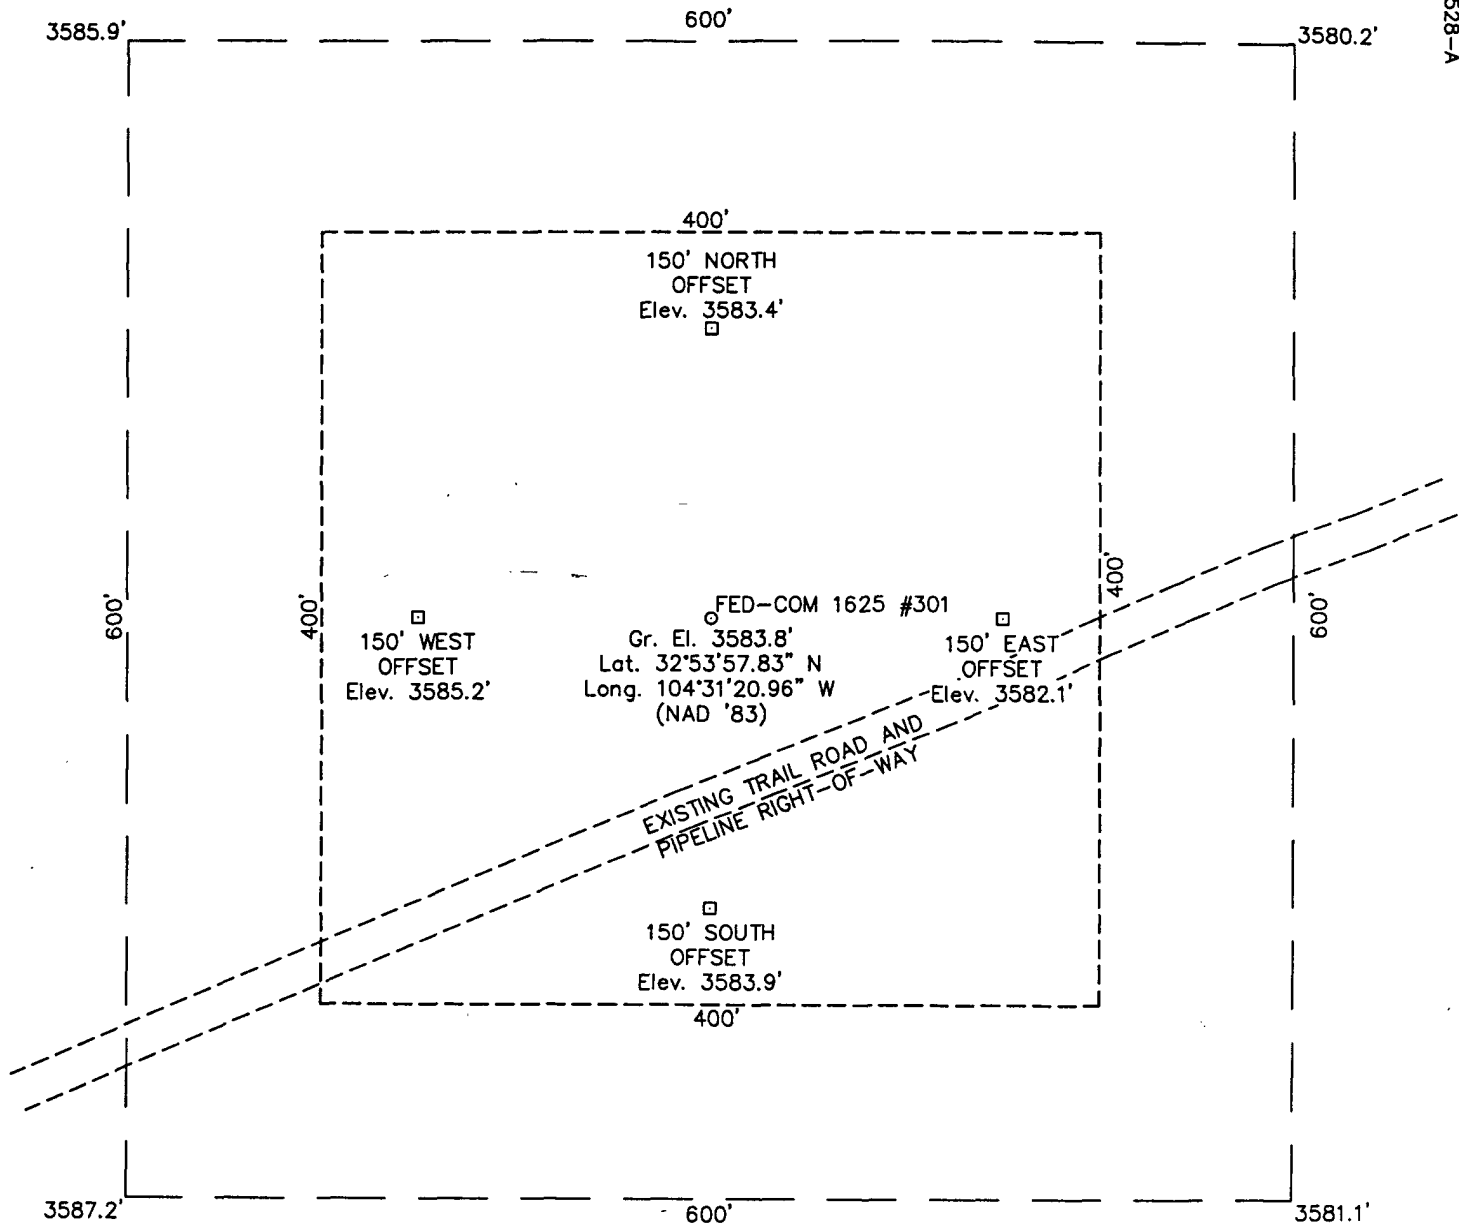 528-A
3585.9'
600'
3580.2'
400'
150' NORTH
OFFSET
Elev. 3583.4'
600'
400'
150' WEST
OFFSET
Elev. 3585.2'
FED-COM 1625 #301
Gr. El. 3583.8'
Lat. 32°53'57.83" N
Long. 104°31'20.96" W
(NAD '83)
150' EAST
OFFSET
Elev. 3582.1'
400'
600'
EXISTING TRAIL ROAD AND
PIPELINE RIGHT-OF-WAY
150' SOUTH
OFFSET
Elev. 3583.9'
400'
3587.2'
600'
3581.1'